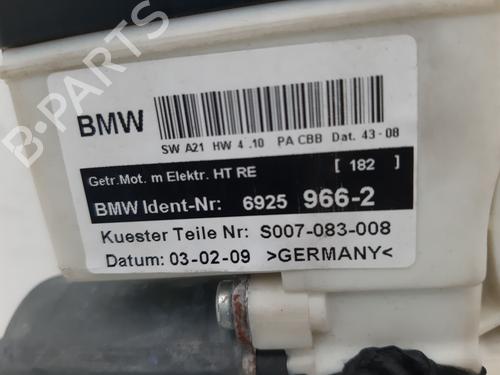 BMW
SW A21 HW 4 .10 PA CBB Dat. 43-08
Getr.Mot. m Elektr. HT RE [ 182 ]
BMW Ident-Nr: 6925 966-2
Kuester Teile Nr: S007-083-008
Datum: 03-02-09 >GERMANY<